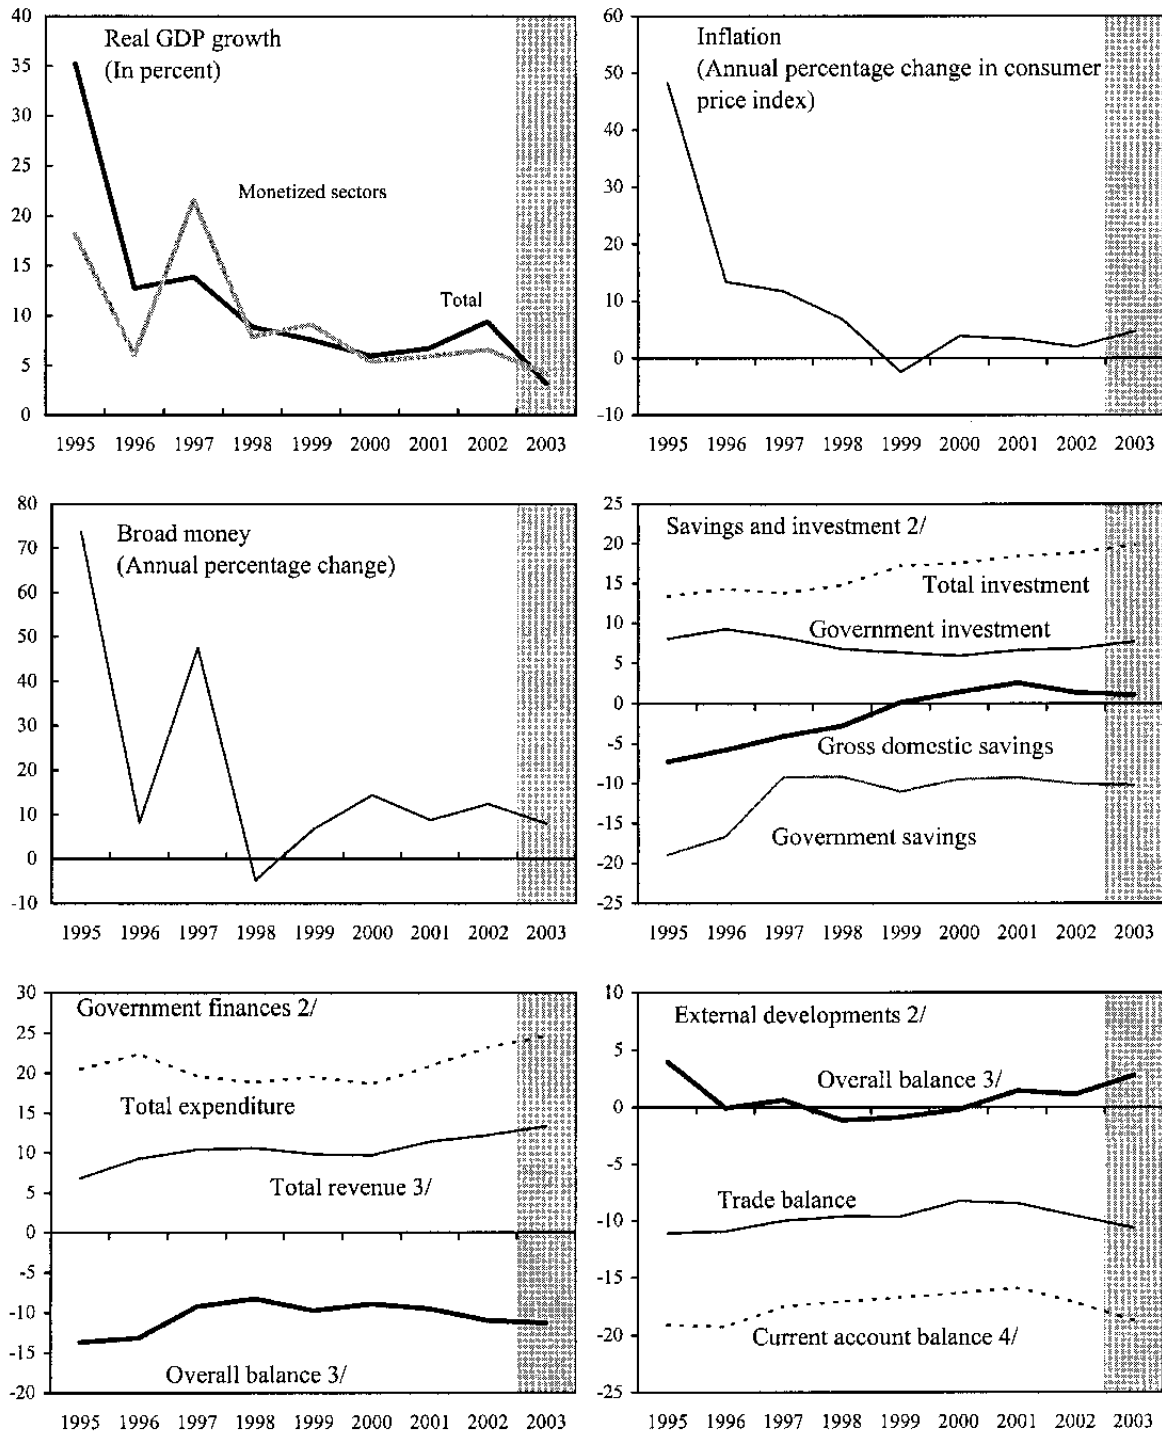 Real GDP growth
(In percent)
40
35
30
25
20
15
10
5
0
Monetized sectors
Total
1995 1996 1997 1998 1999 2000 2001 2002 2003
Inflation
(Annual percentage change in consumer
price index)
60
50
40
30
20
10
0
-10
1995 1996 1997 1998 1999 2000 2001 2002 2003
Broad money
(Annual percentage change)
80
70
60
50
40
30
20
10
0
-10
1995 1996 1997 1998 1999 2000 2001 2002 2003
Savings and investment 2/
25
20
15
10
5
0
-5
-10
-15
-20
-25
Total investment
Government investment
Gross domestic savings
Government savings
1995 1996 1997 1998 1999 2000 2001 2002 2003
Government finances 2/
30
25
20
15
10
5
0
-5
-10
-15
-20
Total expenditure
Total revenue 3/
Overall balance 3/
1995 1996 1997 1998 1999 2000 2001 2002 2003
External developments 2/
10
5
0
-5
-10
-15
-20
-25
Overall balance 3/
Trade balance
Current account balance 4/
1995 1996 1997 1998 1999 2000 2001 2002 2003